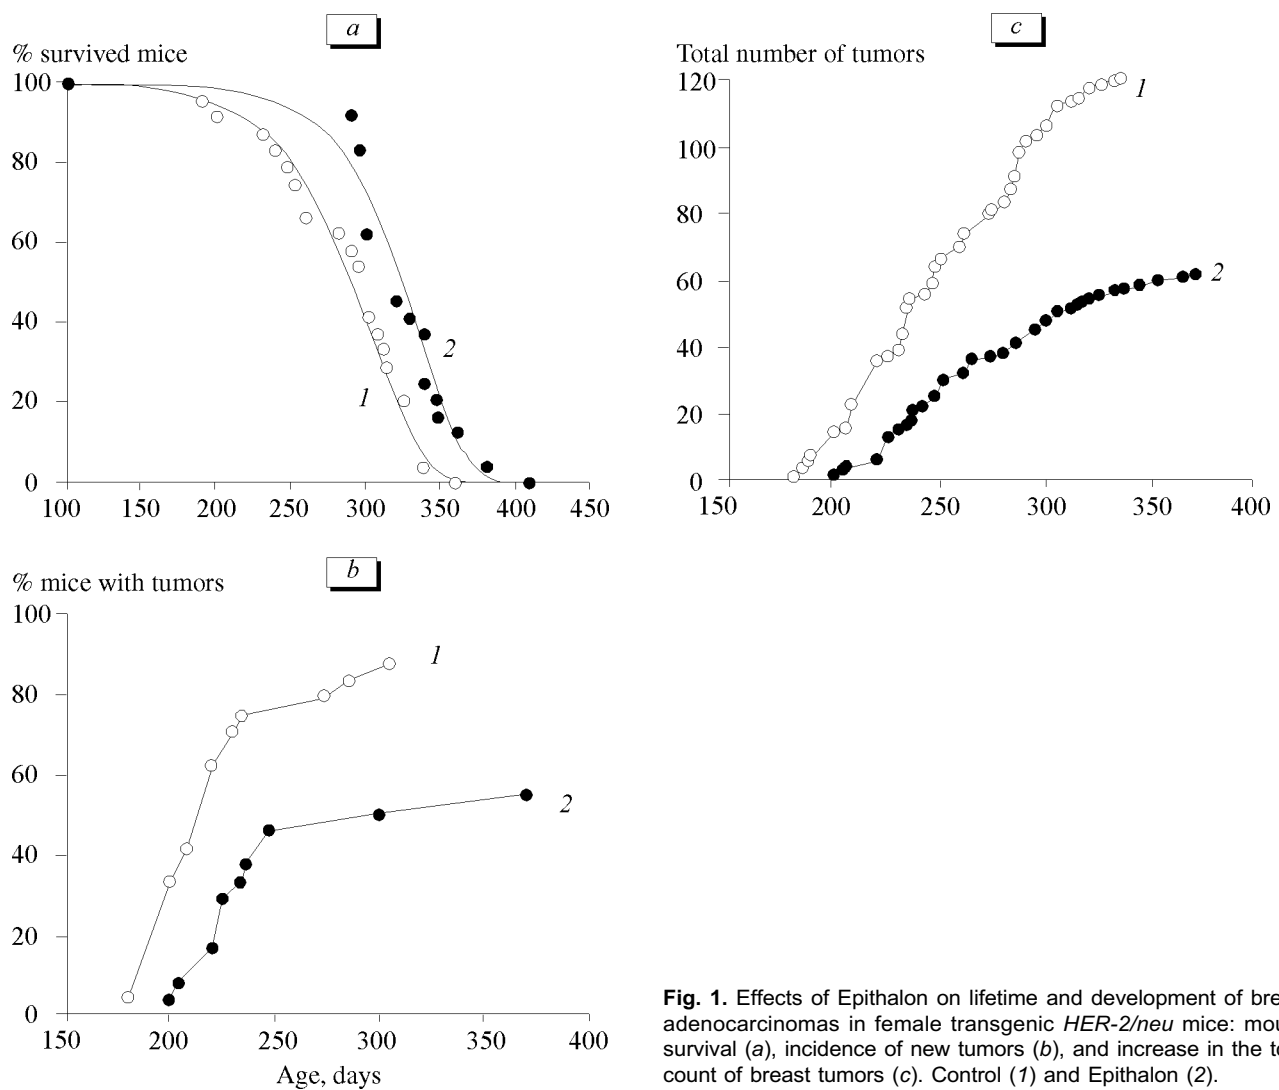 a
% survived mice
100
80
60
40
20
0
1
2
100 200 250 300 350 400 450
c
Total number of tumors
120
100
80
60
40
20
0
1
2
150 200 250 300 350 400
b
% mice with tumors
100
80
60
40
20
0
1
2
150 200 250 300 350 400
Age, days
Fig. 1. Effects of Epithalon on lifetime and development of
adenocarcinomas in female transgenic HER-2/neu mice:
survival (a), incidence of new tumors (b), and increase in the
count of breast tumors (c). Control (1) and Epithalon (2).